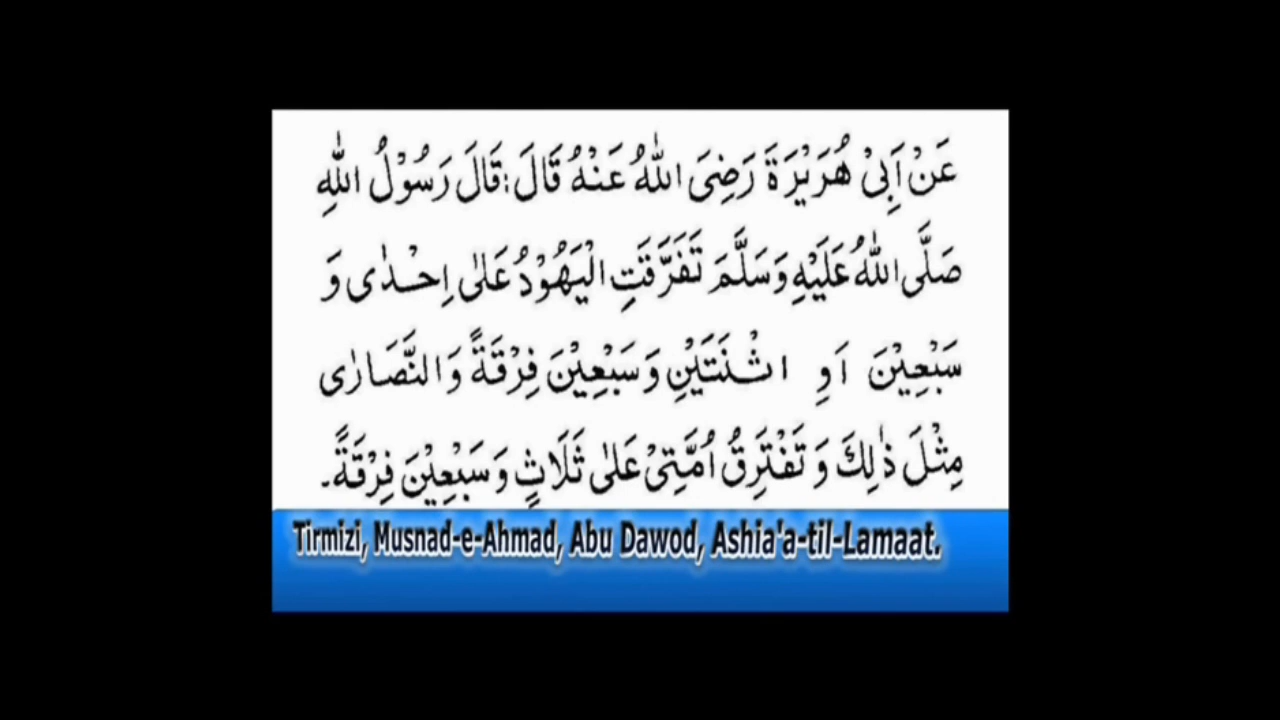 عَنْ اَبِیْ هُرَیْرَةَ رَضِیَ اللّٰهُ عَنْهُ قَالَ: قَالَ رَسُوْلُ اللّٰهِ
صَلَّی اللّٰهُ عَلَیْهِ وَسَلَّمَ تَفَرَّقَتِ الْیَهُوْدُ عَلٰی اِحْدٰی وَ
سَبْعِیْنَ اَوِ اثْنَتَیْنِ وَسَبْعِیْنَ فِرْقَةً وَالنَّصَارٰی
مِثْلَ ذٰلِكَ وَ تَفْتَرِقُ اُمَّتِیْ عَلٰی ثَلَاثٍ وَسَبْعِیْنَ فِرْقَةً۔
Tirmizi, Musnad-e-Ahmad, Abu Dawod, Ashia'a-til-Lamaat.